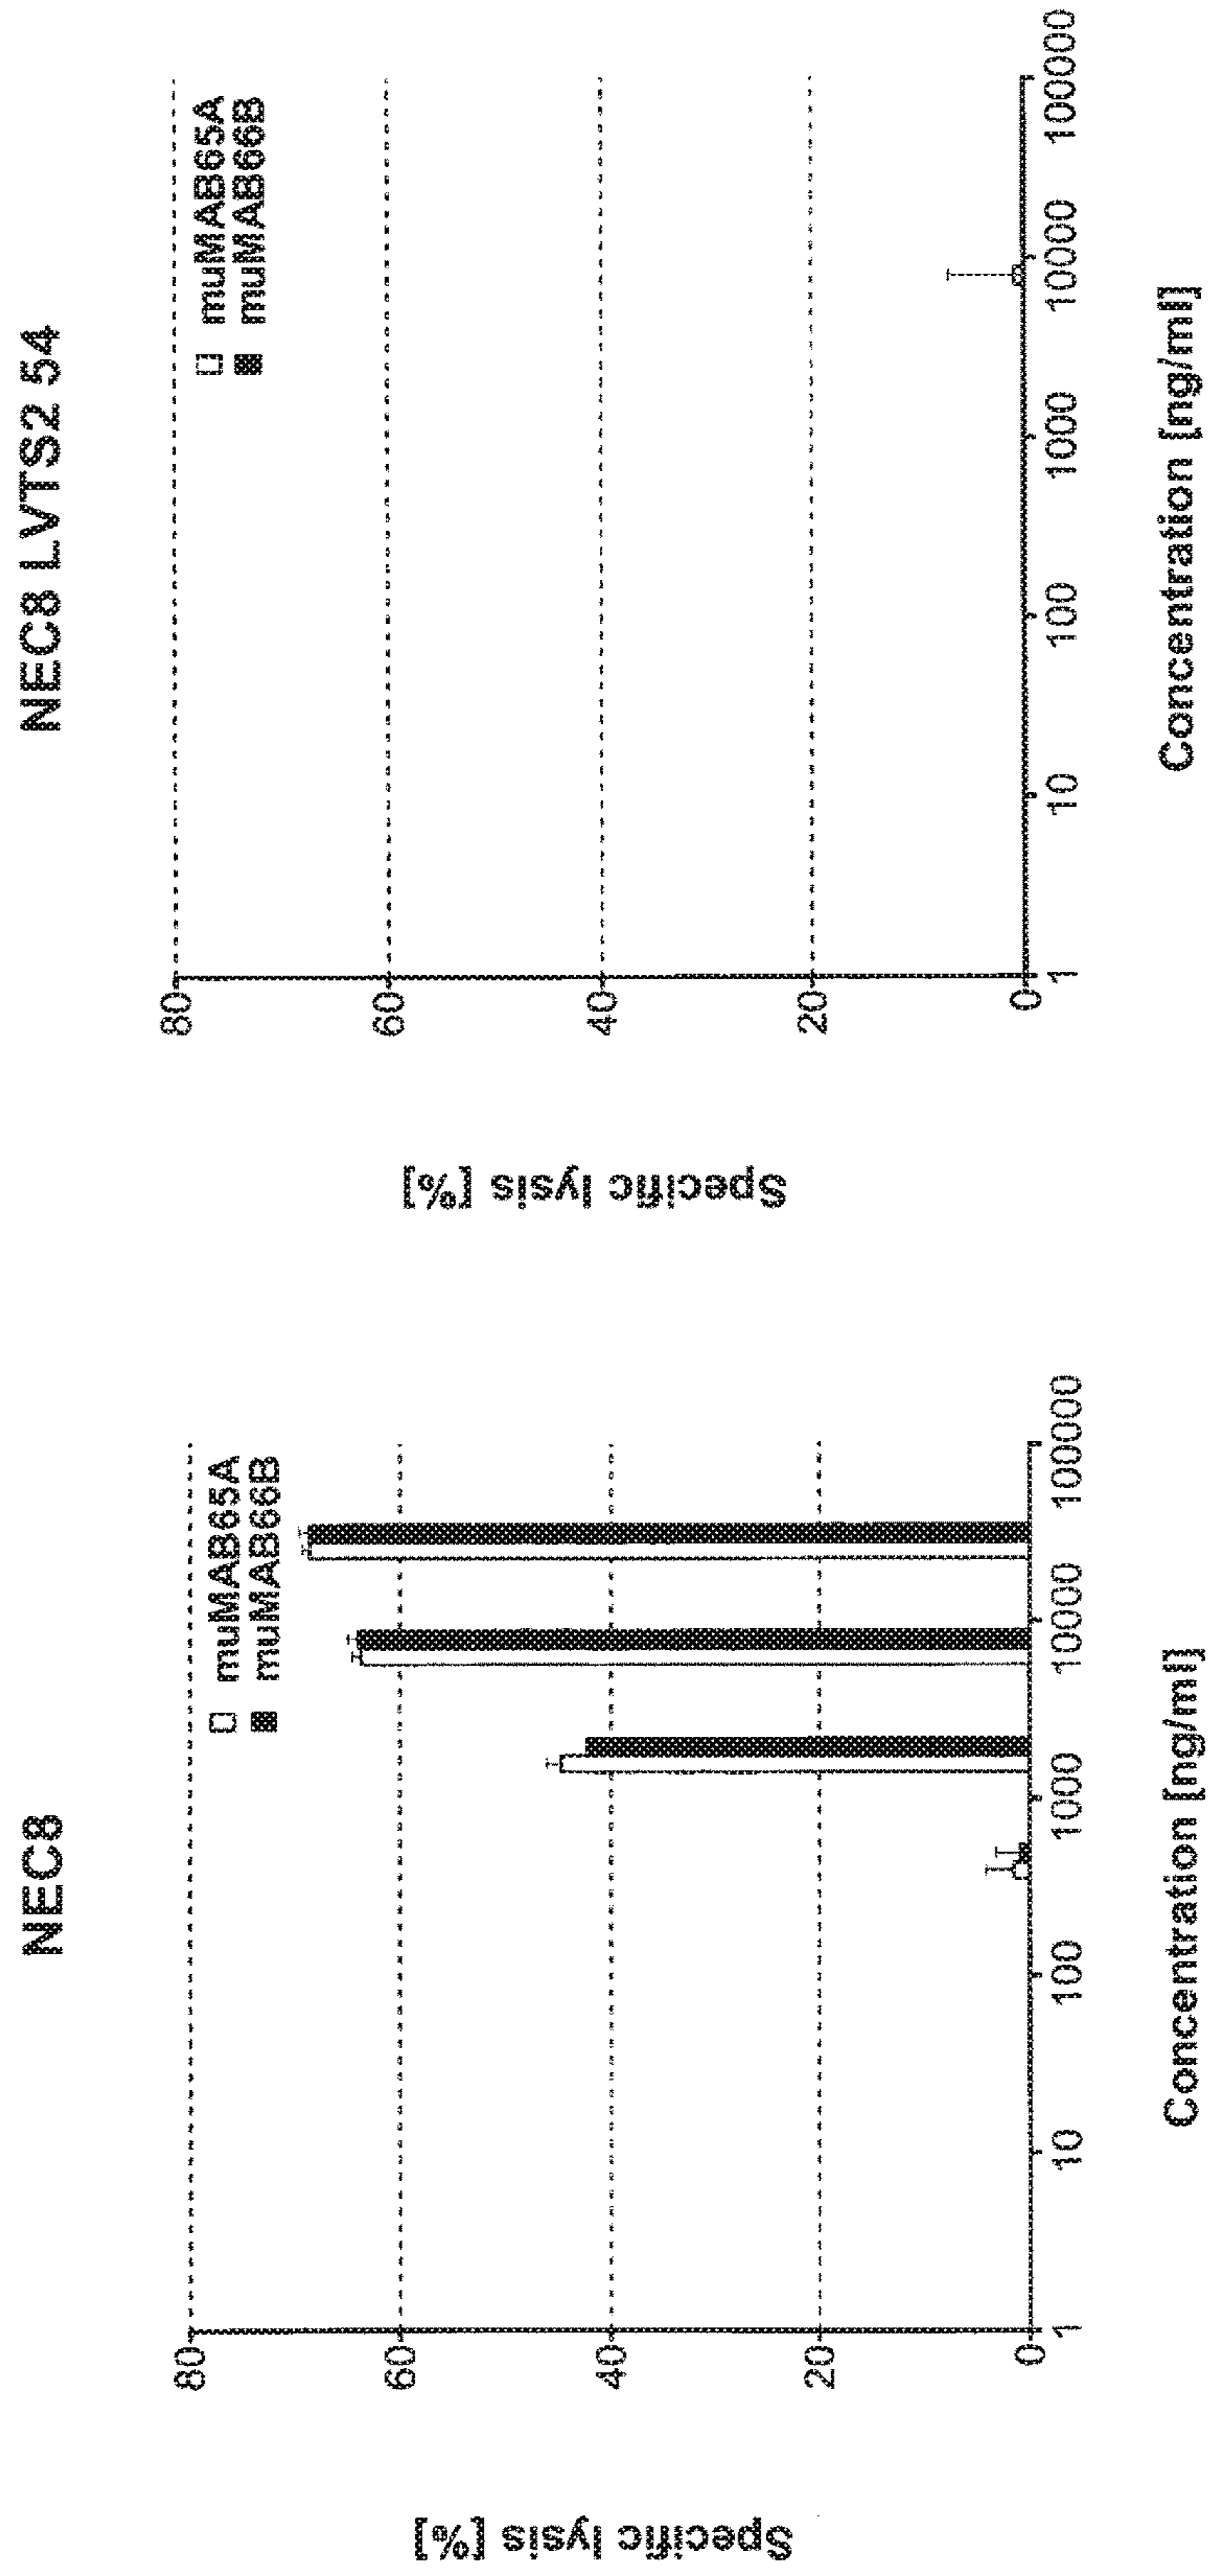 NEC8
Specific lysis [%]
80
60
40
20
0
muMAB65A
muMAB66B
1
10
100
1000
10000
100000
Concentration [ng/ml]
NEC8 LVTS2 54
Specific lysis [%]
80
60
40
20
0
muMAB65A
muMAB66B
1
10
100
1000
10000
100000
Concentration [ng/ml]